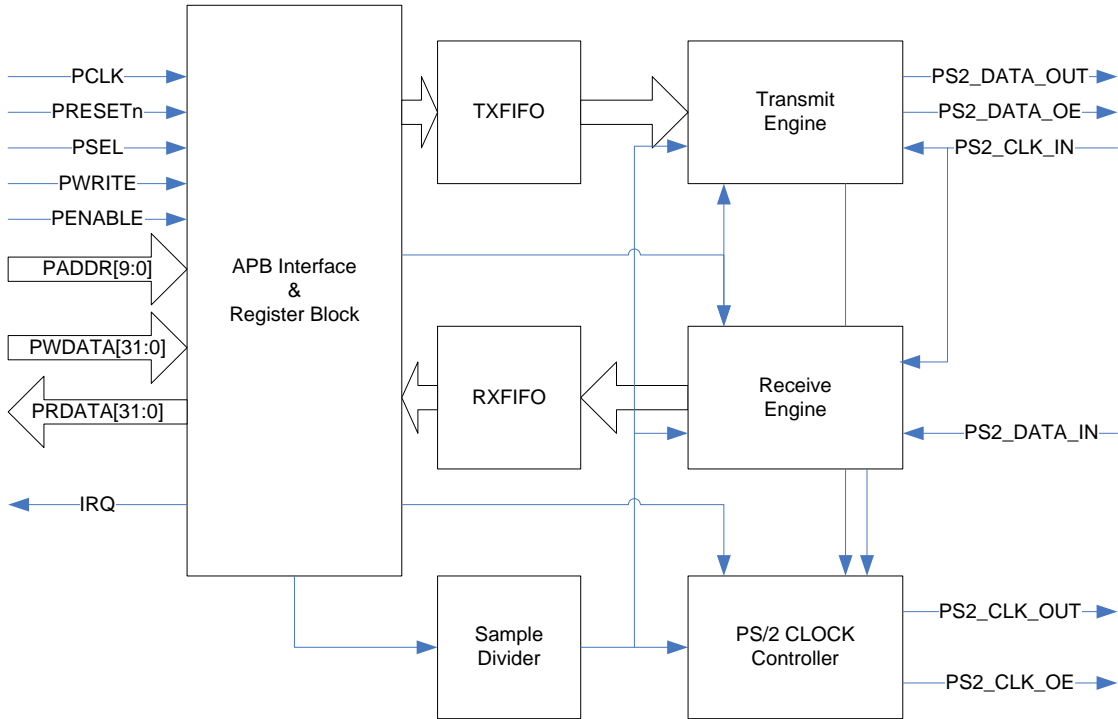 PCLK
PRESETn
PSEL
PWRITE
PENABLE
PADDR[9:0]
PWDATA[31:0]
PRDATA[31:0]
IRQ
APB Interface
&
Register Block
TXFIFO
RXFIFO
Sample
Divider
Transmit
Engine
Receive
Engine
PS/2 CLOCK
Controller
PS2_DATA_OUT
PS2_DATA_OE
PS2_CLK_IN
PS2_DATA_IN
PS2_CLK_OUT
PS2_CLK_OE